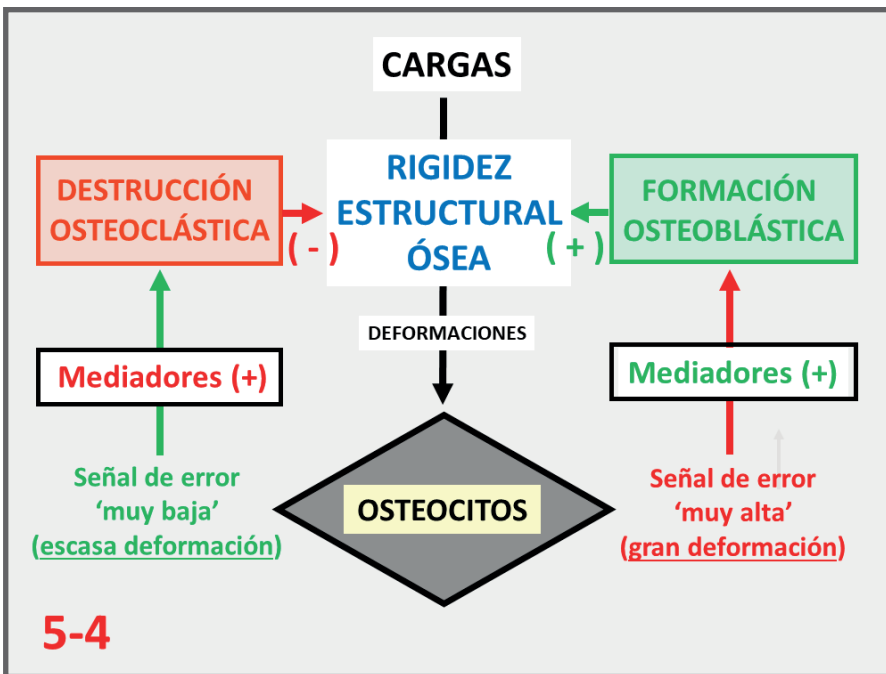 CARGAS
DESTRUCCIÓN
OSTEOCLÁSTICA
( - )
RIGIDEZ
ESTRUCTURAL
ÓSEA
( + )
FORMACIÓN
OSTEOBLÁSTICA
DEFORMACIONES
Mediadores (+)
Mediadores (+)
Señal de error
‘muy baja’
(escasa deformación)
OSTEOCITOS
Señal de error
‘muy alta’
(gran deformación)
5-4